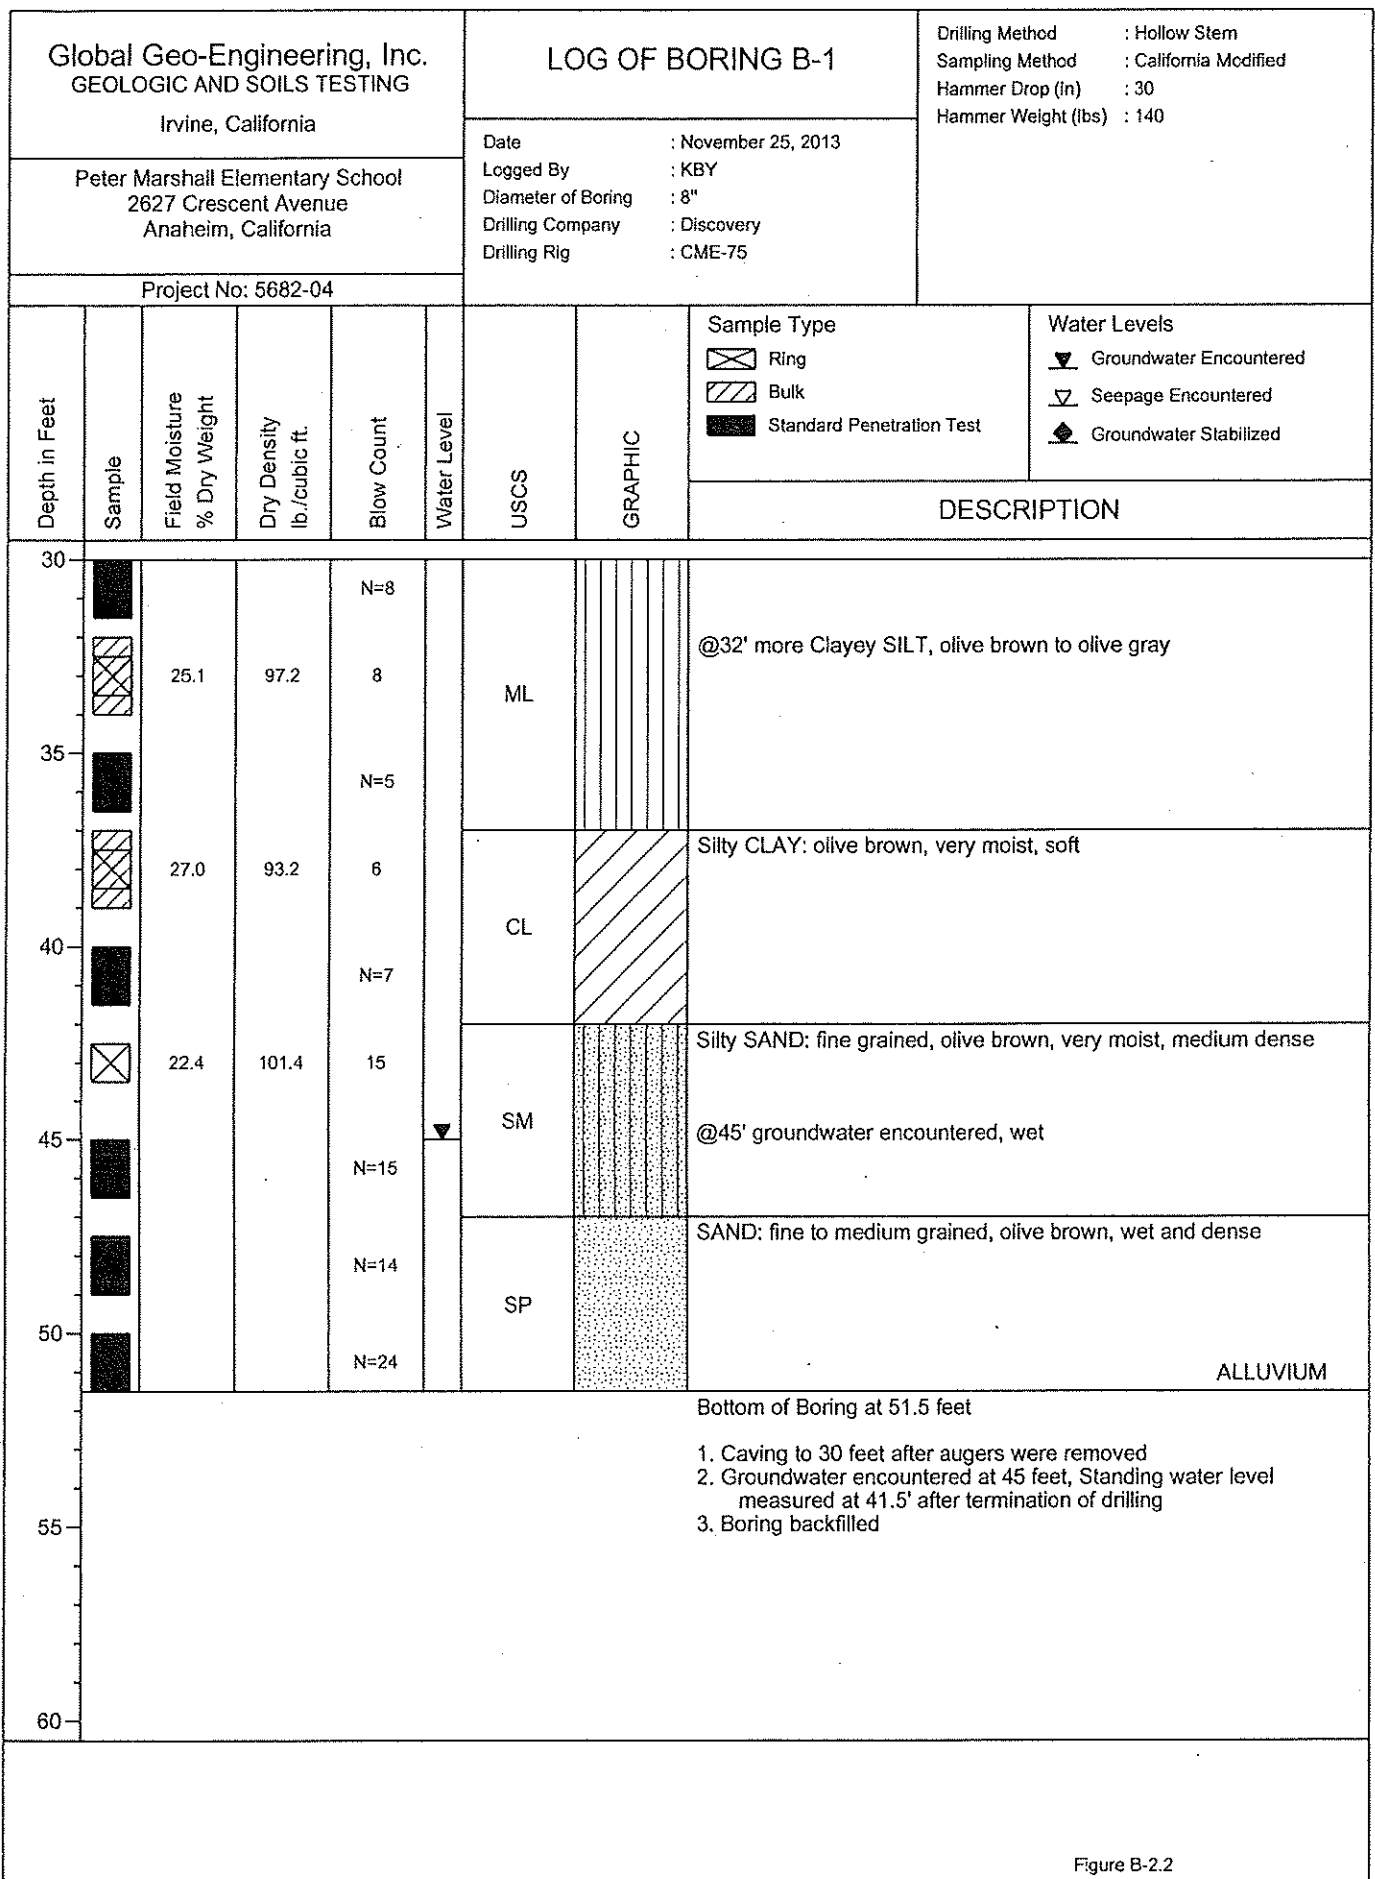 Global Geo-Engineering, Inc.
GEOLOGIC AND SOILS TESTING
Irvine, California
Peter Marshall Elementary School
2627 Crescent Avenue
Anaheim, California
Project No: 5682-04
LOG OF BORING B-1
Date : November 25, 2013
Logged By : KBY
Diameter of Boring : 8"
Drilling Company : Discovery
Drilling Rig : CME-75
Drilling Method : Hollow Stem
Sampling Method : California Modified
Hammer Drop (in) : 30
Hammer Weight (lbs) : 140
Depth in Feet
Sample
Field Moisture
% Dry Weight
Dry Density
lb./cubic ft.
Blow Count
Water Level
USCS
GRAPHIC
Sample Type
Ring
Bulk
Standard Penetration Test
Water Levels
Groundwater Encountered
Seepage Encountered
Groundwater Stabilized
DESCRIPTION
30
N=8
@32' more Clayey SILT, olive brown to olive gray
25.1 97.2 8
ML
35
N=5
Silty CLAY: olive brown, very moist, soft
27.0 93.2 6
CL
40
N=7
Silty SAND: fine grained, olive brown, very moist, medium dense
22.4 101.4 15
SM
@45' groundwater encountered, wet
45
N=15
SAND: fine to medium grained, olive brown, wet and dense
N=14
SP
50
N=24
ALLUVIUM
Bottom of Boring at 51.5 feet
1. Caving to 30 feet after augers were removed
2. Groundwater encountered at 45 feet, Standing water level
measured at 41.5' after termination of drilling
3. Boring backfilled
55
60
Figure B-2.2